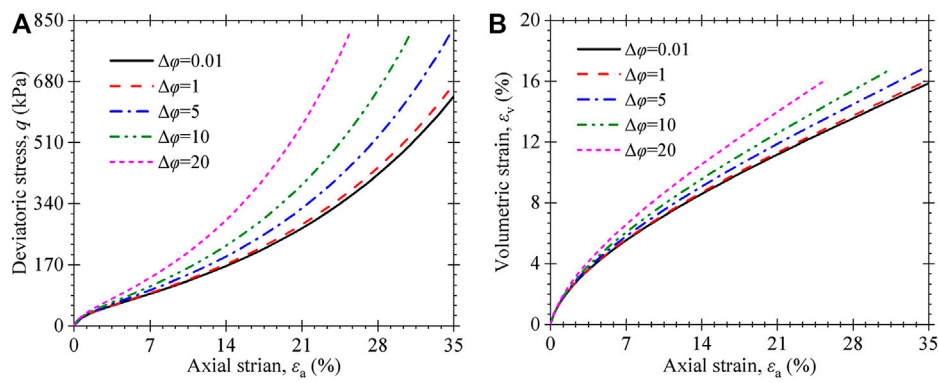 A
850
680
510
340
170
0
Deviatoric stress, q (kPa)
Δφ=0.01
Δφ=1
Δφ=5
Δφ=10
Δφ=20
0 7 14 21 28 35
Axial strian, εa (%)
B
20
16
12
8
4
0
Volumetric strain, εv (%)
Δφ=0.01
Δφ=1
Δφ=5
Δφ=10
Δφ=20
0 7 14 21 28 35
Axial strain, εa (%)